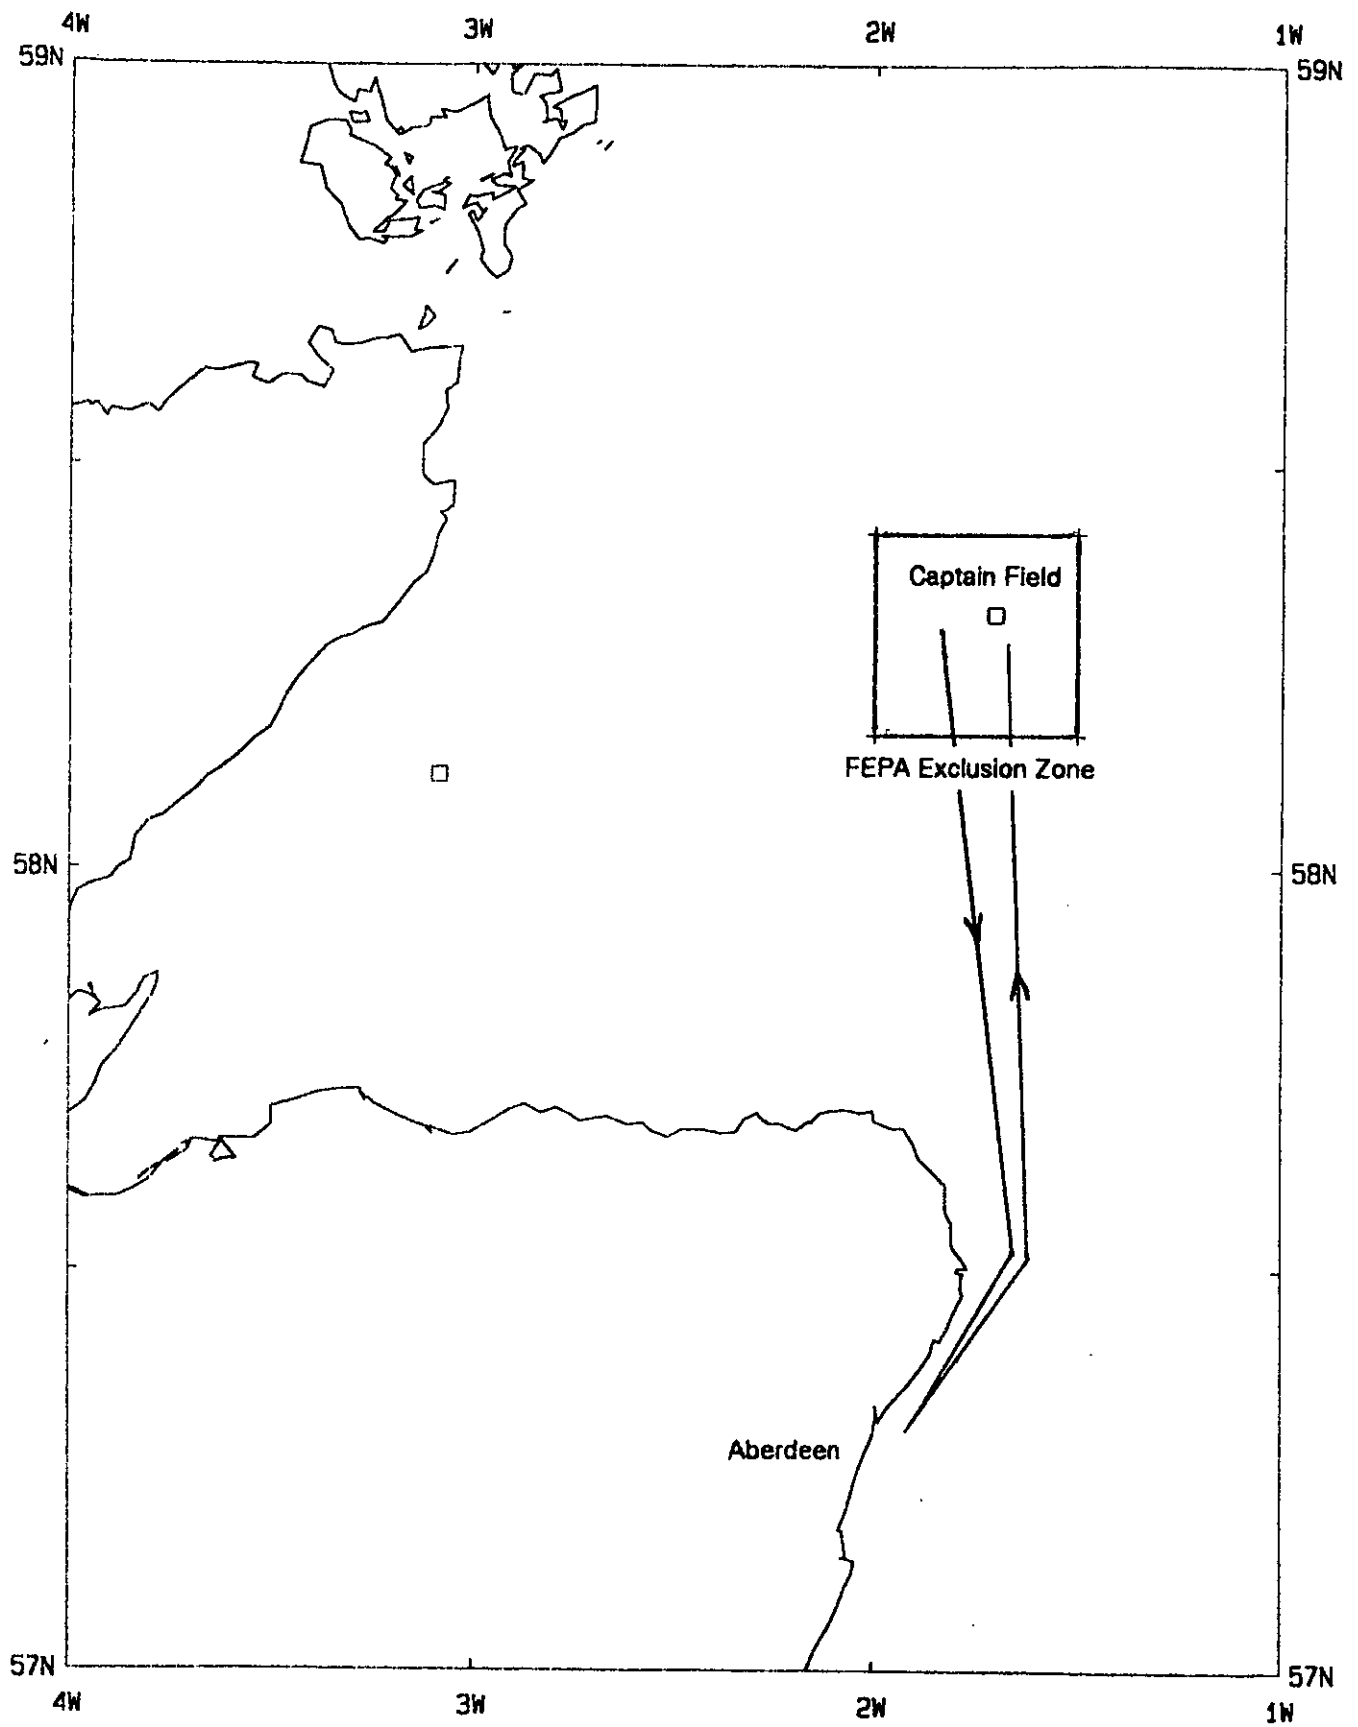 4W 3W 2W 1W
59N 59N
Captain Field
FEPA Exclusion Zone
58N 58N
Aberdeen
57N 57N
4W 3W 2W 1W